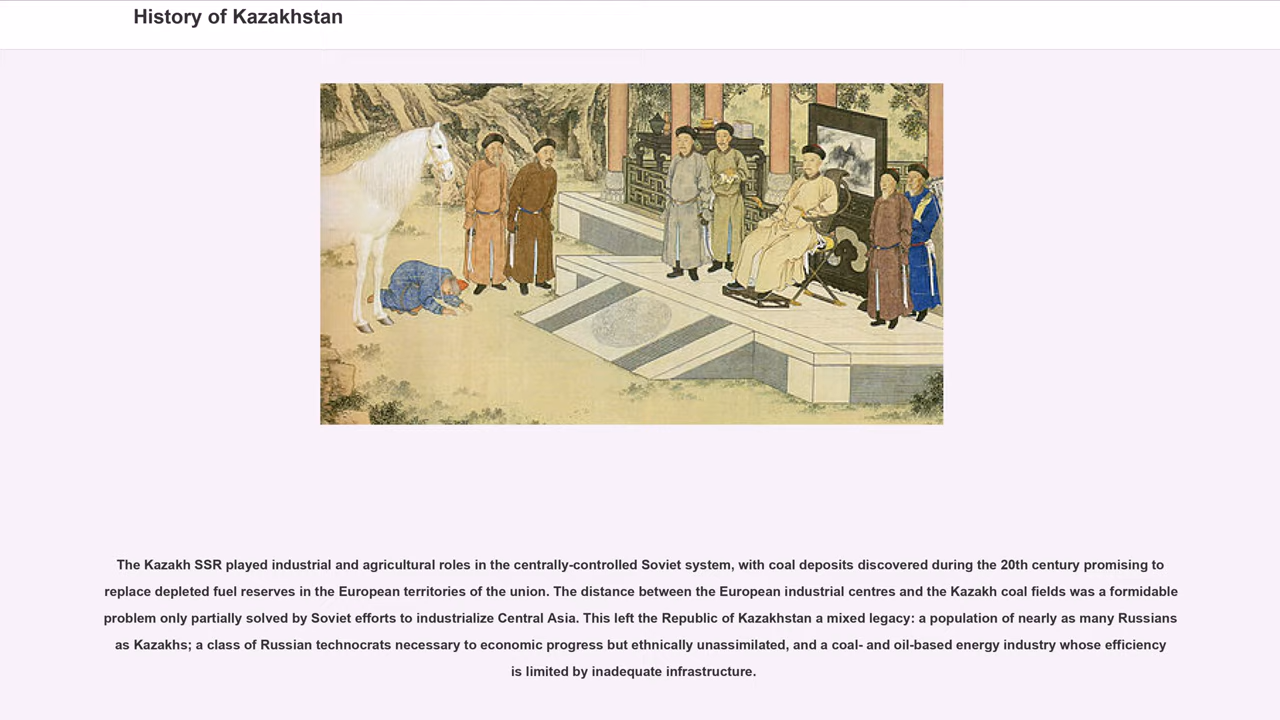 History of Kazakhstan
The Kazakh SSR played industrial and agricultural roles in the centrally-controlled Soviet system, with coal deposits discovered during the 20th century promising to
replace depleted fuel reserves in the European territories of the union. The distance between the European industrial centres and the Kazakh coal fields was a formidable
problem only partially solved by Soviet efforts to industrialize Central Asia. This left the Republic of Kazakhstan a mixed legacy: a population of nearly as many Russians
as Kazakhs; a class of Russian technocrats necessary to economic progress but ethnically unassimilated, and a coal- and oil-based energy industry whose efficiency
is limited by inadequate infrastructure.